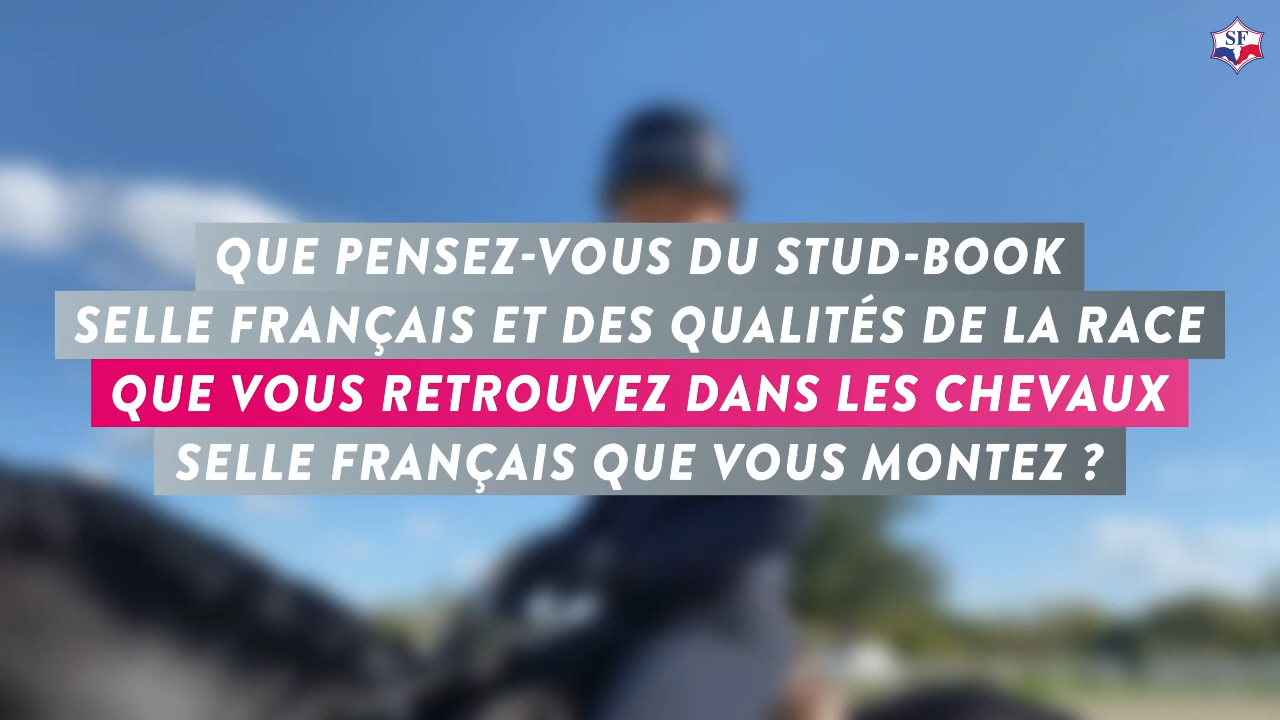 SF
QUE PENSEZ-VOUS DU STUD-BOOK
SELLE FRANÇAIS ET DES QUALITÉS DE LA RACE
QUE VOUS RETROUVEZ DANS LES CHEVAUX
SELLE FRANÇAIS QUE VOUS MONTEZ ?